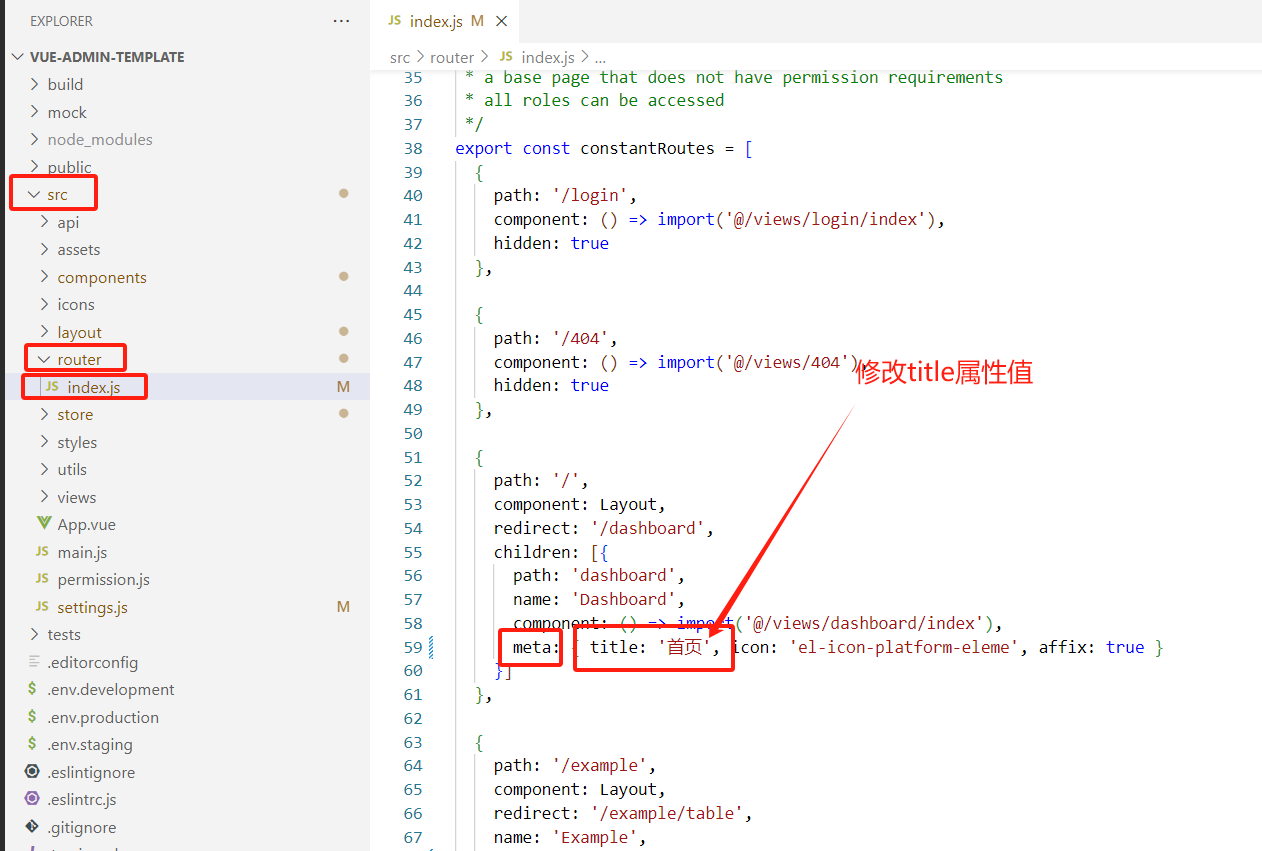 EXPLORER
···
VUE-ADMIN-TEMPLATE
build
mock
node_modules
public
src
api
assets
components
icons
layout
router
JS index.js M
store
styles
utils
views
App.vue
JS main.js
JS permission.js
JS settings.js M
tests
.editorconfig
$ .env.development
$ .env.production
$ .env.staging
.eslintignore
.eslintrc.js
.gitignore
JS index.js M
src > router > JS index.js > ...
35 * a base page that does not have permission requirements
36 * all roles can be accessed
37 */
38 export const constantRoutes = [
39 {
40 path: '/login',
41 component: () => import('@/views/login/index'),
42 hidden: true
43 },
44
45 {
46 path: '/404',
47 component: () => import('@/views/404'),
修改title属性值
48 hidden: true
49 },
50
51 {
52 path: '/',
53 component: Layout,
54 redirect: '/dashboard',
55 children: [{
56 path: 'dashboard',
57 name: 'Dashboard',
58 component: () => import('@/views/dashboard/index'),
59 meta: { title: '首页', icon: 'el-icon-platform-eleme', affix: true }
60 }]
61 },
62
63 {
64 path: '/example',
65 component: Layout,
66 redirect: '/example/table',
67 name: 'Example',